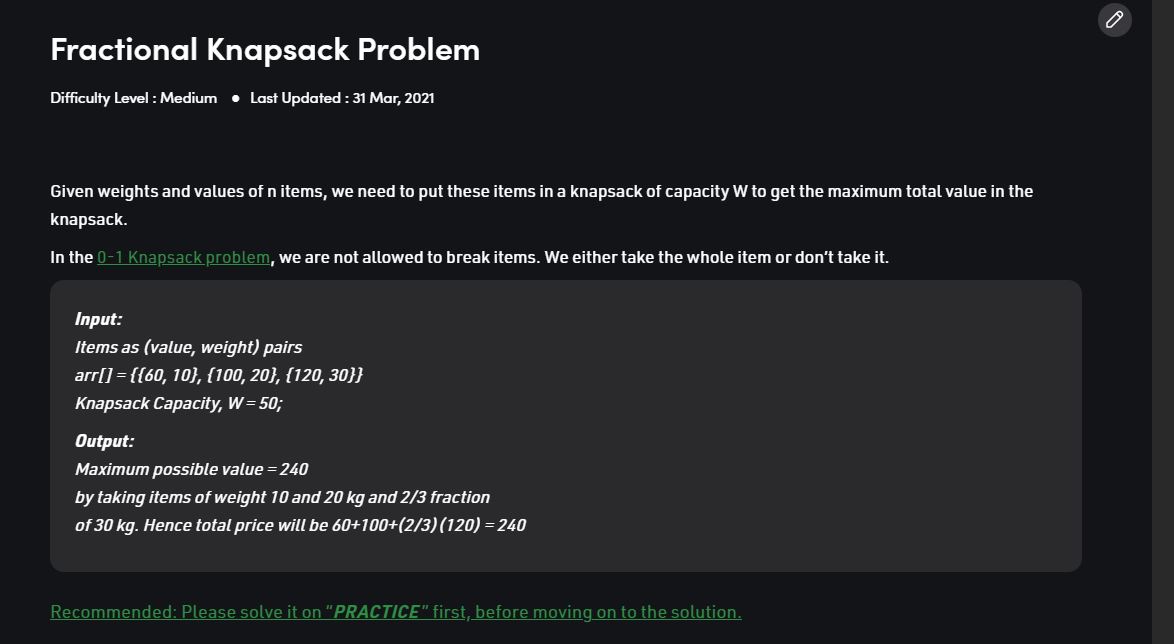 Fractional Knapsack Problem
Difficulty Level : Medium ● Last Updated : 31 Mar, 2021
Given weights and values of n items, we need to put these items in a knapsack of capacity W to get the maximum total value in the
knapsack.
In the 0-1 Knapsack problem, we are not allowed to break items. We either take the whole item or don’t take it.
Input:
Items as (value, weight) pairs
arr[] = {{60, 10}, {100, 20}, {120, 30}}
Knapsack Capacity, W = 50;
Output:
Maximum possible value = 240
by taking items of weight 10 and 20 kg and 2/3 fraction
of 30 kg. Hence total price will be 60+100+(2/3)(120) = 240
Recommended: Please solve it on “PRACTICE” first, before moving on to the solution.